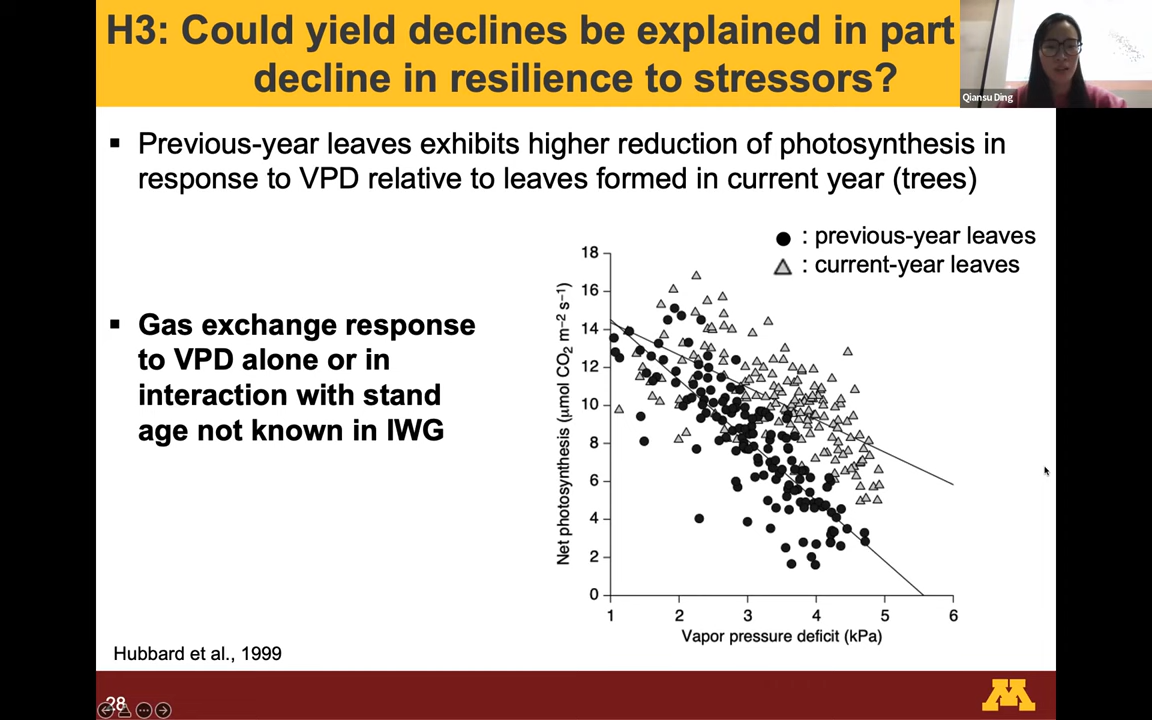 H3: Could yield declines be explained in part
decline in resilience to stressors?
Qiansu Ding
▪ Previous-year leaves exhibits higher reduction of photosynthesis in
response to VPD relative to leaves formed in current year (trees)
● : previous-year leaves
△ : current-year leaves
▪ Gas exchange response
to VPD alone or in
interaction with stand
age not known in IWG
Net photosynthesis (μmol CO₂ m⁻² s⁻¹)
18
16
14
12
10
8
6
4
2
0
1 2 3 4 5 6
Vapor pressure deficit (kPa)
Hubbard et al., 1999
28
M